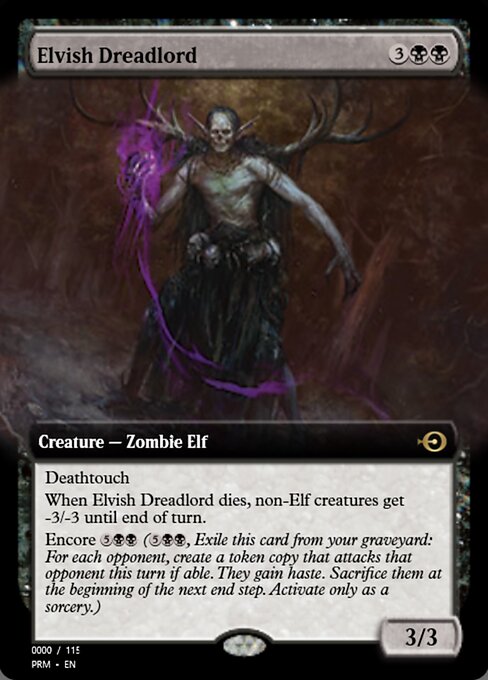 Elvish Dreadlord 3
Creature — Zombie Elf
Deathtouch
When Elvish Dreadlord dies, non-Elf creatures get
-3/-3 until end of turn.
Encore 5 (5, Exile this card from your graveyard:
For each opponent, create a token copy that attacks that
opponent this turn if able. They gain haste. Sacrifice them at
the beginning of the next end step. Activate only as a
sorcery.)
3/3
0000 / 115
PRM • EN